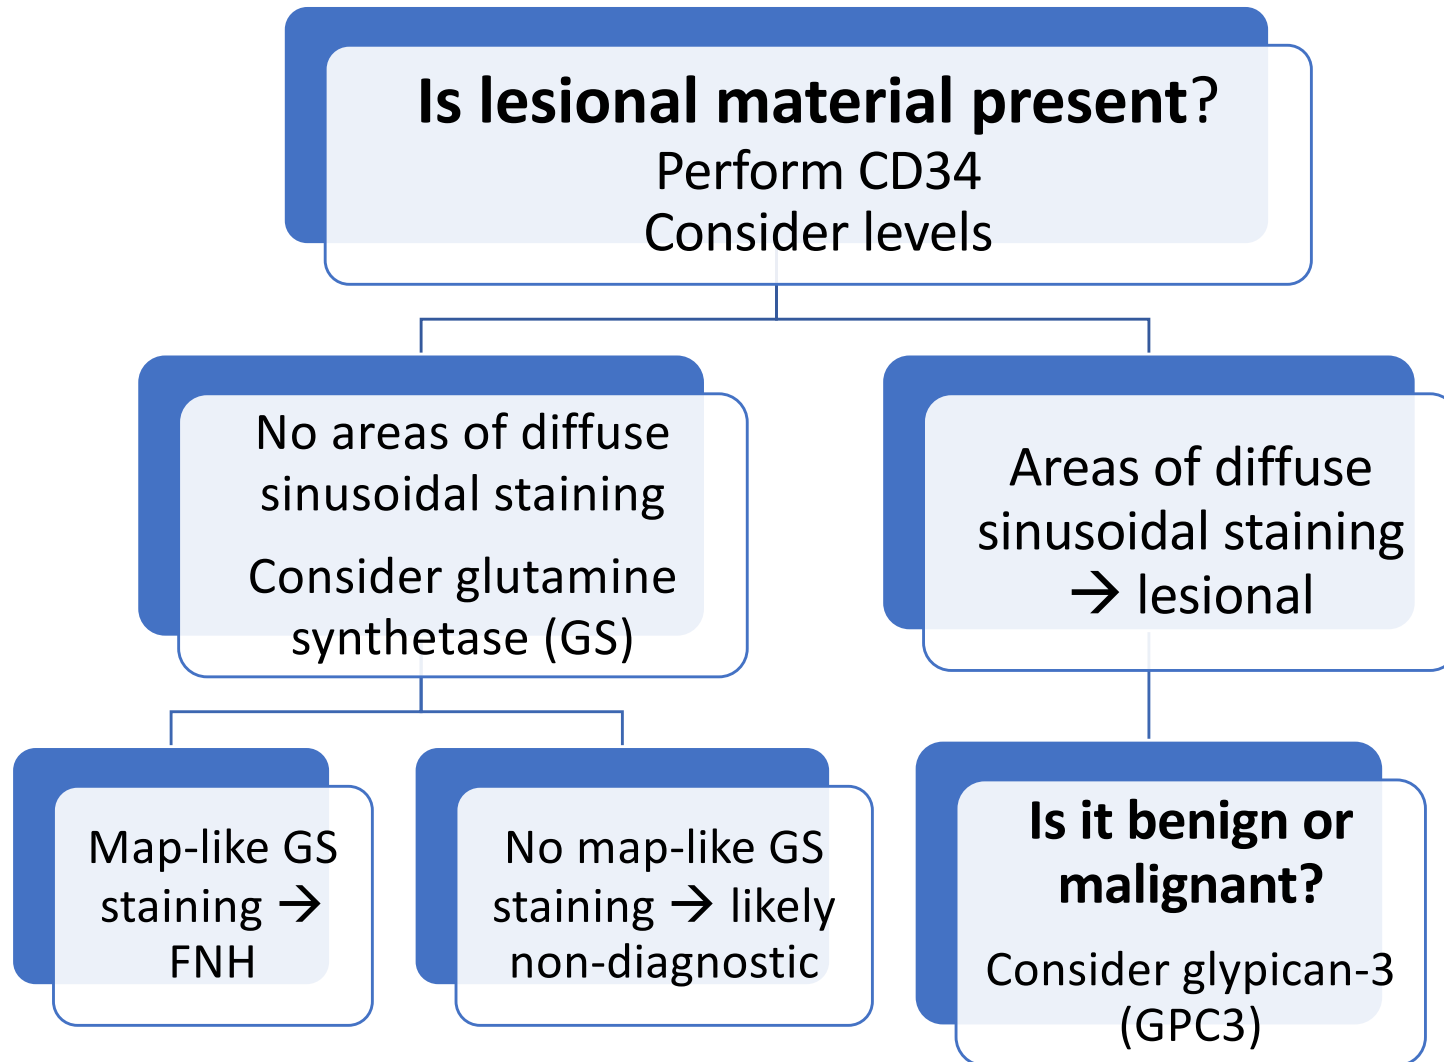 Is lesional material present?
Perform CD34
Consider levels
No areas of diffuse
sinusoidal staining
Consider glutamine
synthetase (GS)
Areas of diffuse
sinusoidal staining
→ lesional
Map-like GS
staining →
FNH
No map-like GS
staining → likely
non-diagnostic
Is it benign or
malignant?
Consider glypican-3
(GPC3)